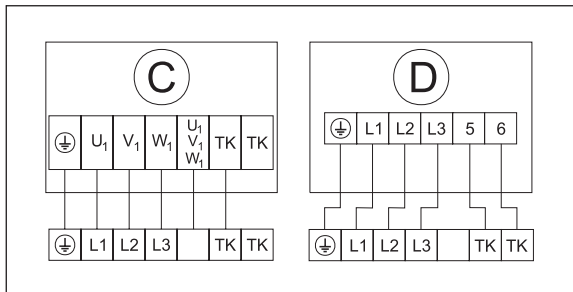 C
U₁ V₁ W₁ U₁ V₁ W₁ TK TK
L1 L2 L3 TK TK
D
L1 L2 L3 5 6
L1 L2 L3 TK TK